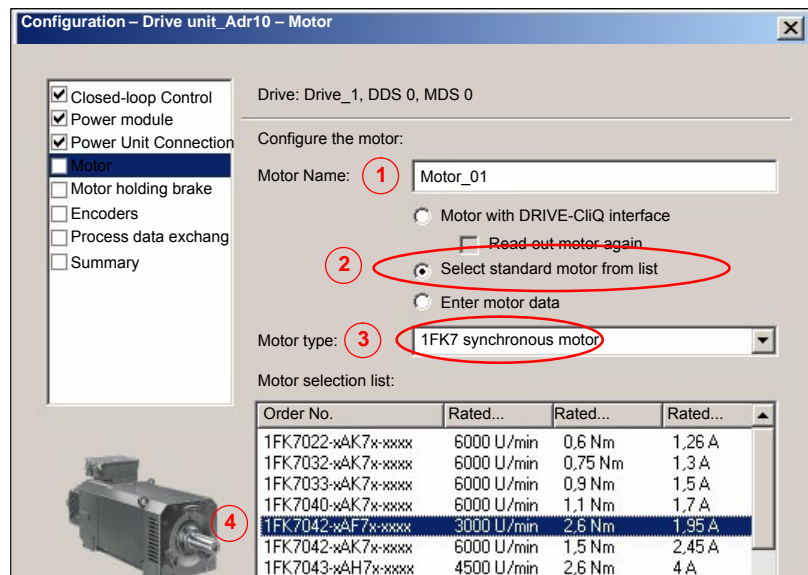 Configuration – Drive unit_Adr10 – Motor
Closed-loop Control
Power module
Power Unit Connection
Motor
Motor holding brake
Encoders
Process data exchang
Summary
Drive: Drive_1, DDS 0, MDS 0
Configure the motor:
Motor Name: 1 Motor_01
Motor with DRIVE-CliQ interface
Read out motor again
2 Select standard motor from list
Enter motor data
Motor type: 3 1FK7 synchronous motor
Motor selection list:
Order No. Rated... Rated... Rated...
1FK7022-xAK7x-xxxx 6000 U/min 0,6 Nm 1,26 A
1FK7032-xAK7x-xxxx 6000 U/min 0,75 Nm 1,3 A
1FK7033-xAK7x-xxxx 6000 U/min 0,9 Nm 1,5 A
1FK7040-xAK7x-xxxx 6000 U/min 1,1 Nm 1,7 A
4 1FK7042-xAF7x-xxxx 3000 U/min 2,6 Nm 1,95 A
1FK7042-xAK7x-xxxx 6000 U/min 1,5 Nm 2,45 A
1FK7043-xAH7x-xxxx 4500 U/min 2,6 Nm 4 A